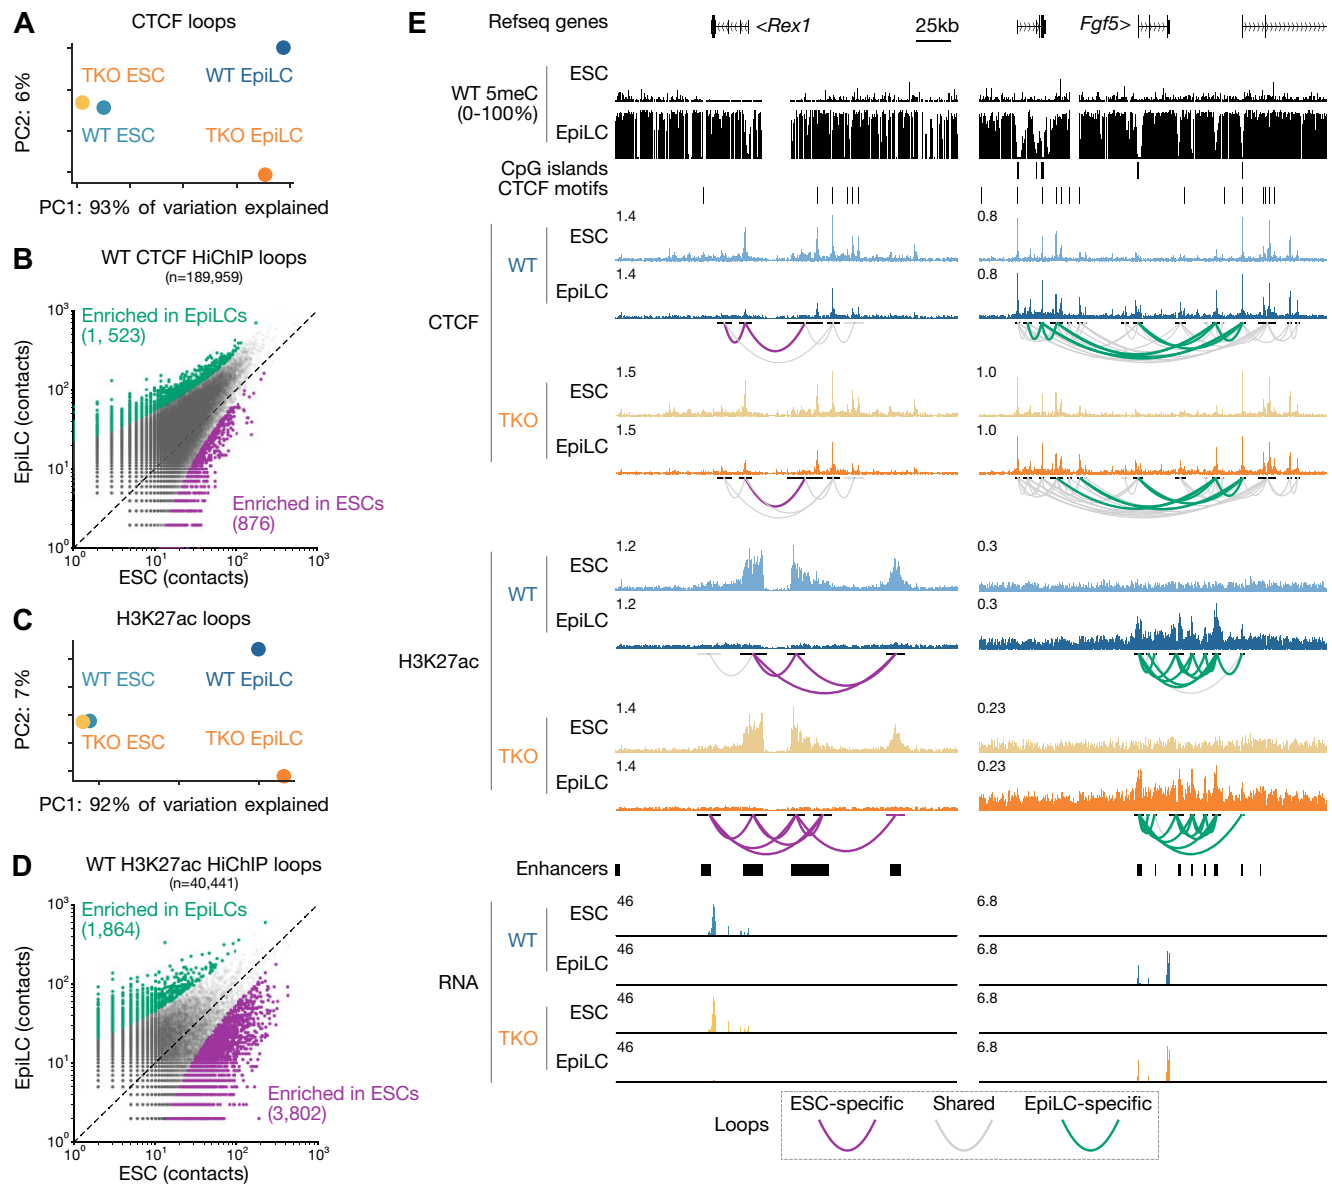 A
CTCF loops
TKO ESC
WT EpiLC
WT ESC
TKO EpiLC
PC2: 6%
PC1: 93% of variation explained
B
WT CTCF HiChIP loops
(n=189,959)
Enriched in EpiLCs
(1, 523)
Enriched in ESCs
(876)
EpiLC (contacts)
10³
10²
10¹
10⁰
10⁰
10¹
10²
10³
ESC (contacts)
C
H3K27ac loops
WT ESC
WT EpiLC
TKO ESC
TKO EpiLC
PC2: 7%
PC1: 92% of variation explained
D
WT H3K27ac HiChIP loops
(n=40,441)
Enriched in EpiLCs
(1,864)
Enriched in ESCs
(3,802)
EpiLC (contacts)
10³
10²
10¹
10⁰
10⁰
10¹
10²
10³
ESC (contacts)
E
Refseq genes
<Rex1
25kb
Fgf5>
WT 5meC
(0-100%)
ESC
EpiLC
CpG islands
CTCF motifs
CTCF
WT
ESC
1.4
0.8
EpiLC
1.4
0.8
TKO
ESC
1.5
1.0
EpiLC
1.5
1.0
H3K27ac
WT
ESC
1.2
0.3
EpiLC
1.2
0.3
TKO
ESC
1.4
0.23
EpiLC
1.4
0.23
Enhancers
RNA
WT
ESC
46
6.8
EpiLC
46
6.8
TKO
ESC
46
6.8
EpiLC
46
6.8
Loops
ESC-specific
Shared
EpiLC-specific